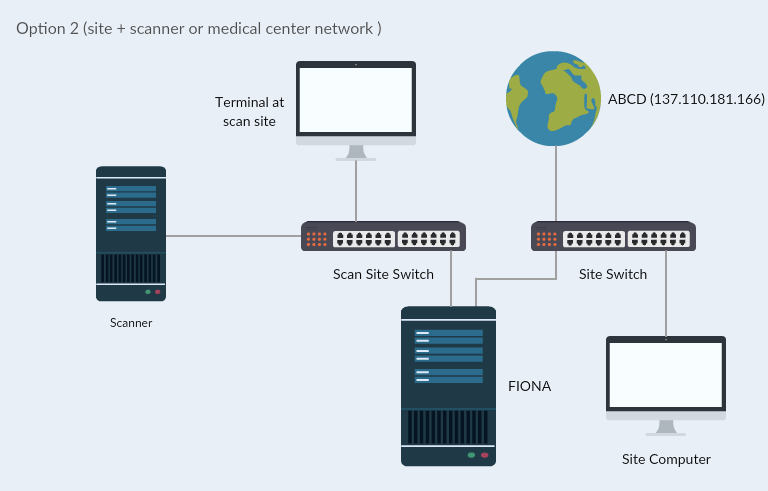 Option 2 (site + scanner or medical center network )
Terminal at
scan site
ABCD (137.110.181.166)
Scan Site Switch
Site Switch
Scanner
FIONA
Site Computer